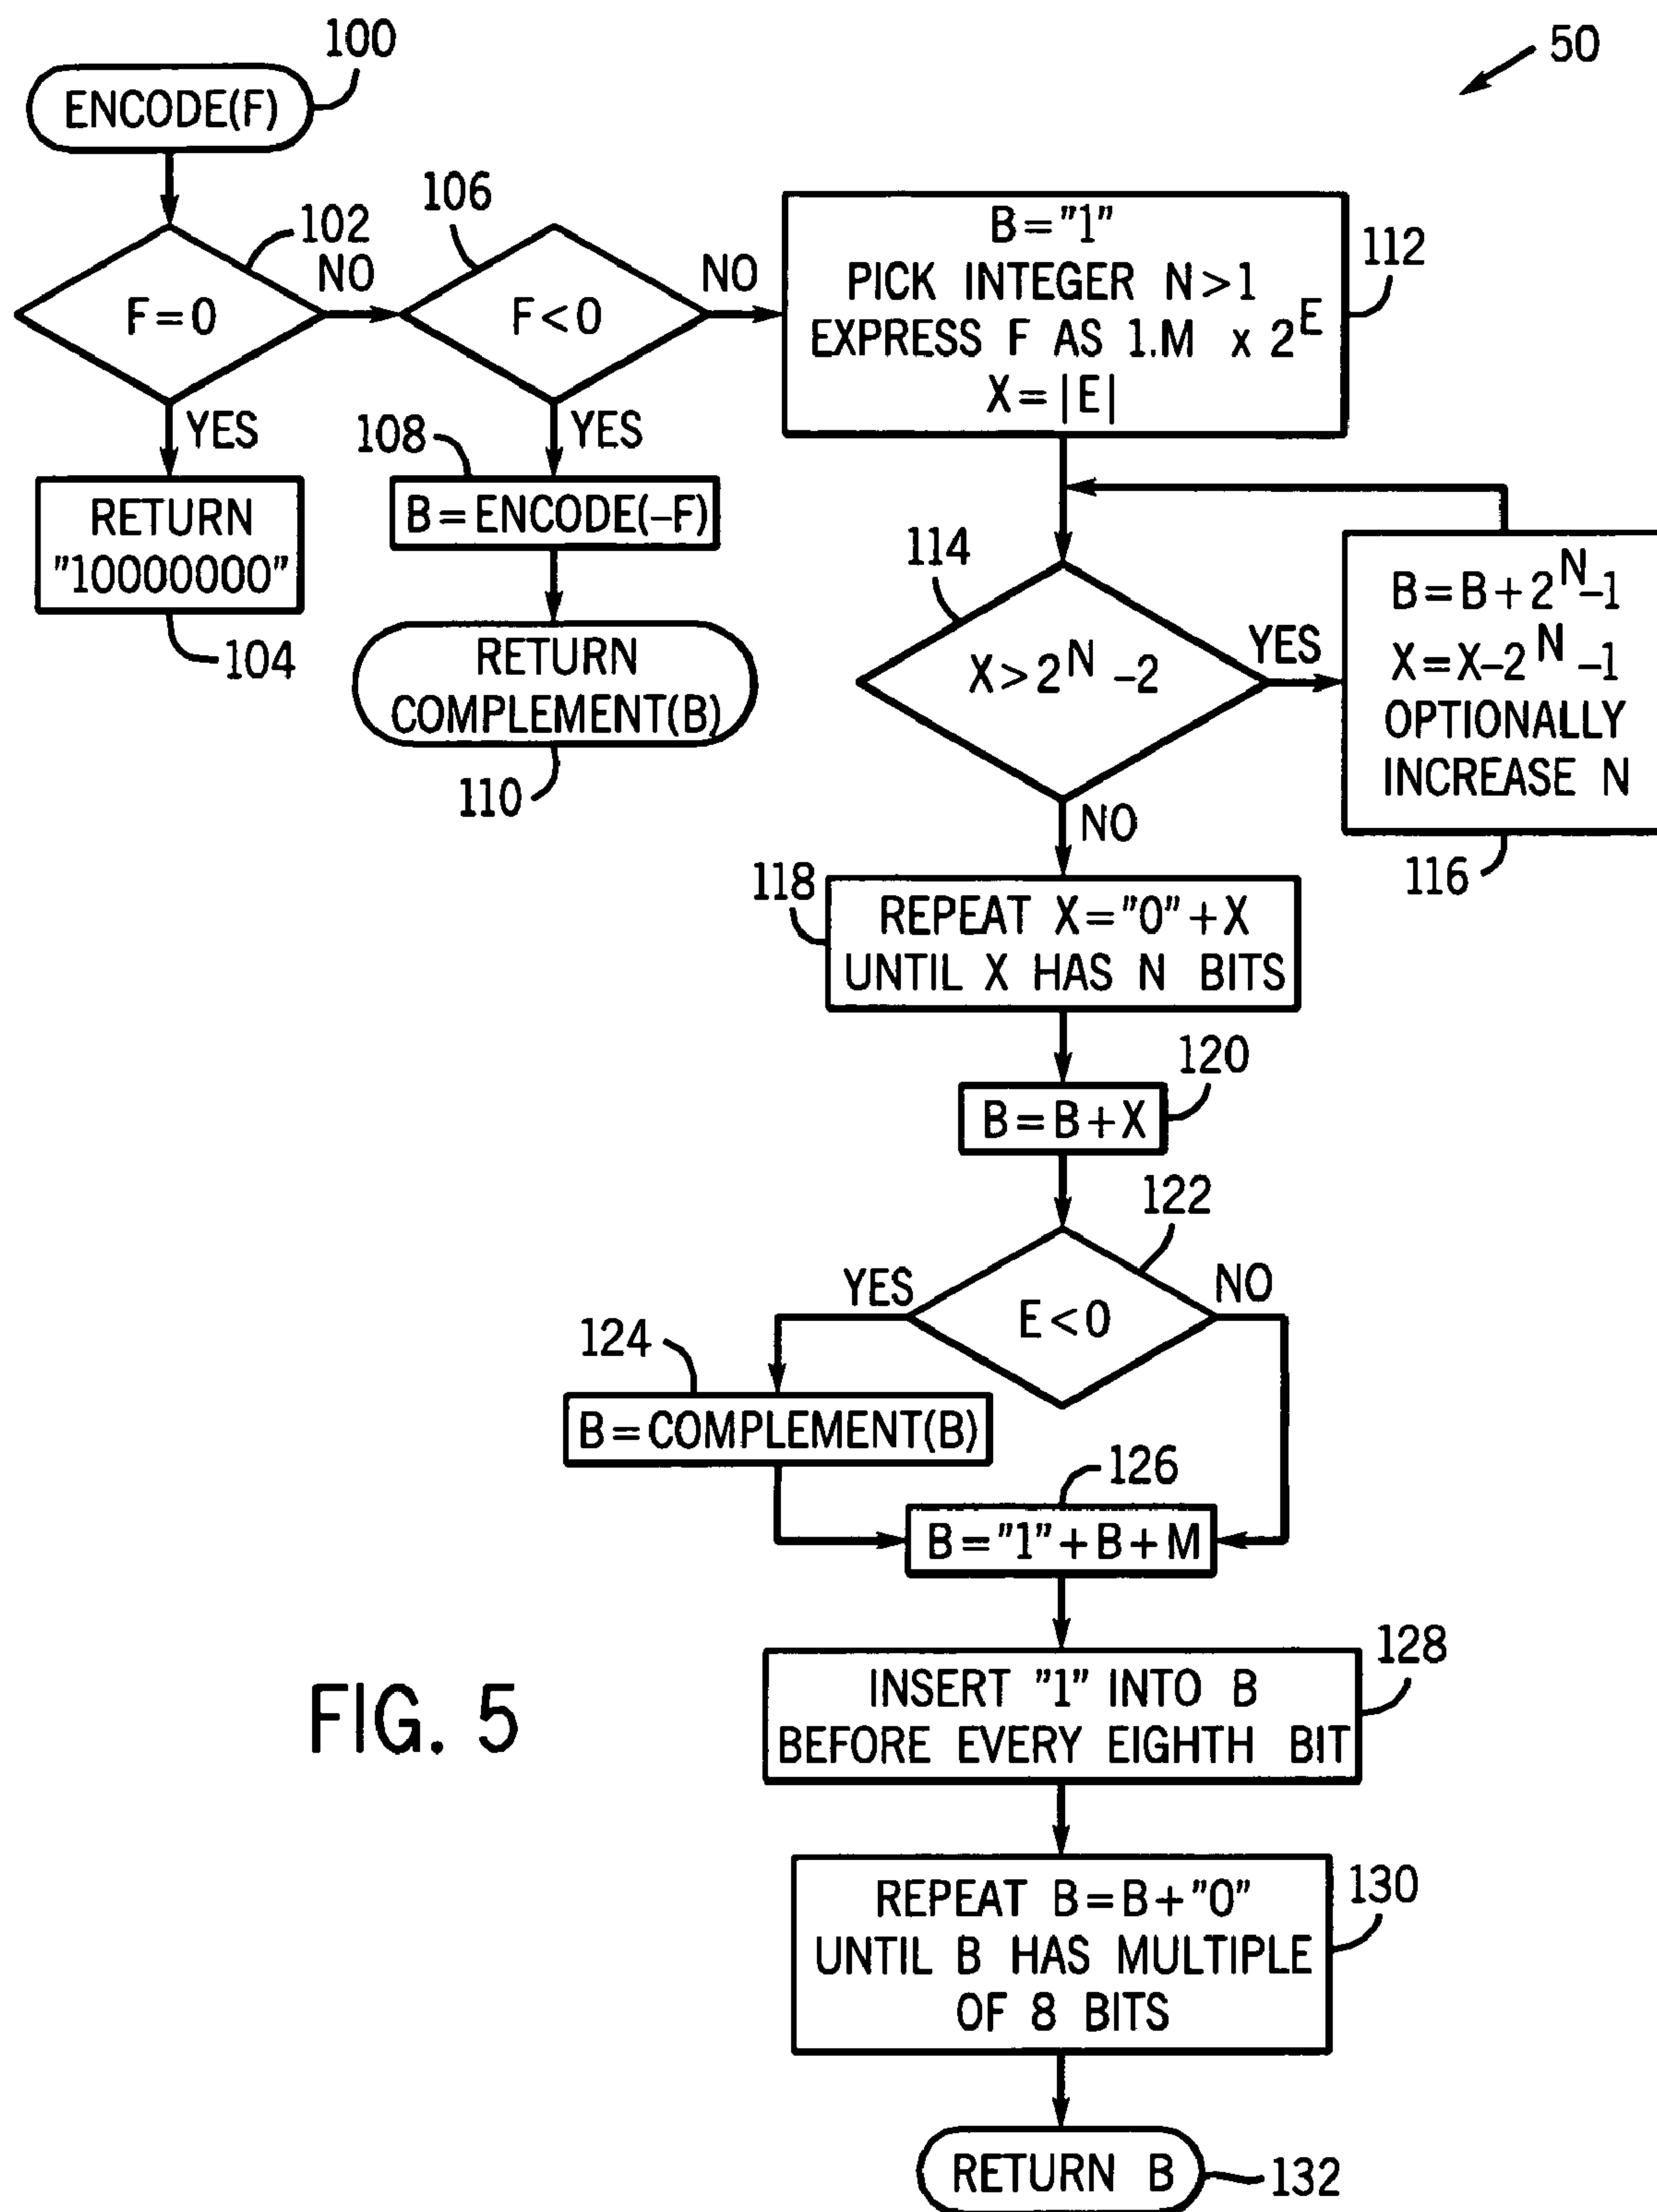 50
100
ENCODE(F)
102
F=0
NO
YES
RETURN
"10000000"
104
106
F<0
NO
YES
108
B=ENCODE(-F)
RETURN
COMPLEMENT(B)
110
B="1"
PICK INTEGER N>1
EXPRESS F AS 1.M x 2^E
X=|E|
112
114
X>2^N -2
YES
NO
B=B+2^N-1
X=X-2^N-1
OPTIONALLY
INCREASE N
116
118
REPEAT X="0"+X
UNTIL X HAS N BITS
120
B=B+X
122
E<0
YES
NO
124
B=COMPLEMENT(B)
126
B="1"+B+M
128
INSERT "1" INTO B
BEFORE EVERY EIGHTH BIT
130
REPEAT B=B+"0"
UNTIL B HAS MULTIPLE
OF 8 BITS
RETURN B
132
FIG. 5